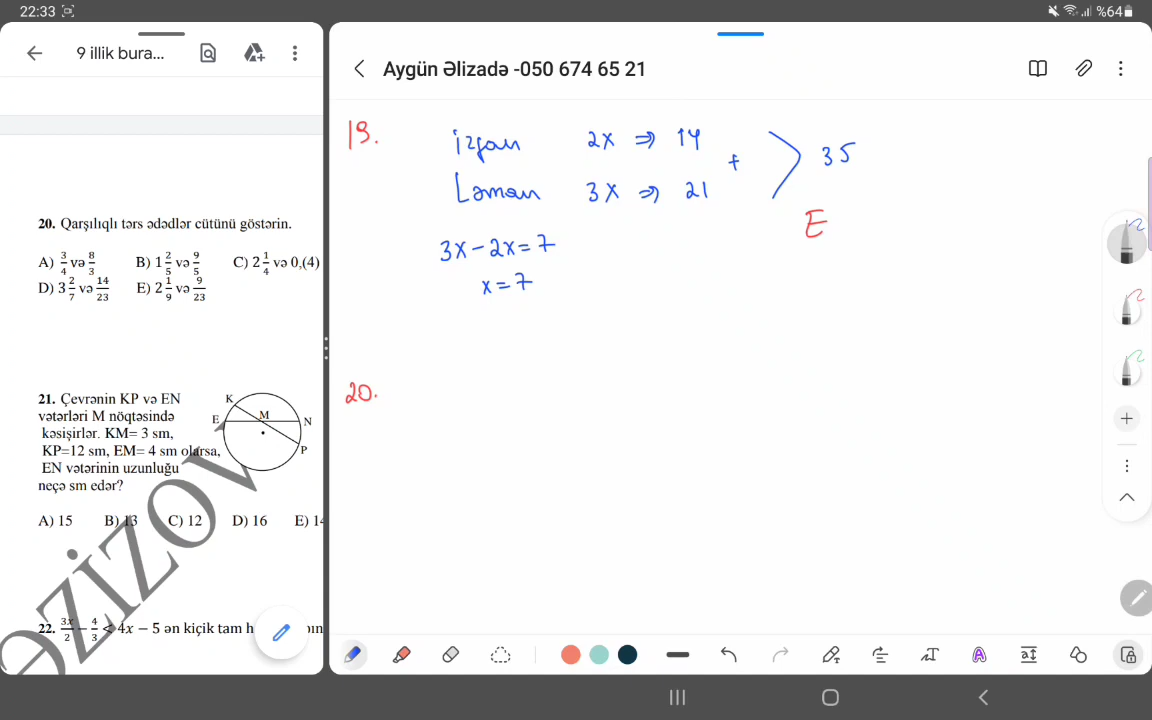 22:33
%64
9 illik bura...
Aygün Əlizadə -050 674 65 21
20. Qarşılıqlı tərs ədədlər cütünü göstərin.
A) 3/4 və 8/3 B) 1 2/5 və 9/5 C) 2 1/4 və 0,(4)
D) 3 2/7 və 14/23 E) 2 1/9 və 9/23
21. Çevrənin KP və EN
vətərləri M nöqtəsində
kəsişirlər. KM= 3 sm,
KP=12 sm, EM= 4 sm olarsa,
EN vətərinin uzunluğu
neçə sm edər?
K
E M N
P
A) 15 B) 13 C) 12 D) 16 E) 14
22. 3x/2 - 4/3 < 4x − 5 ən kiçik tam h
Əzizov
19.
2x ⇒ 14
+ 35
Ləman 3x ⇒ 21
E
3x-2x=7
x=7
20.